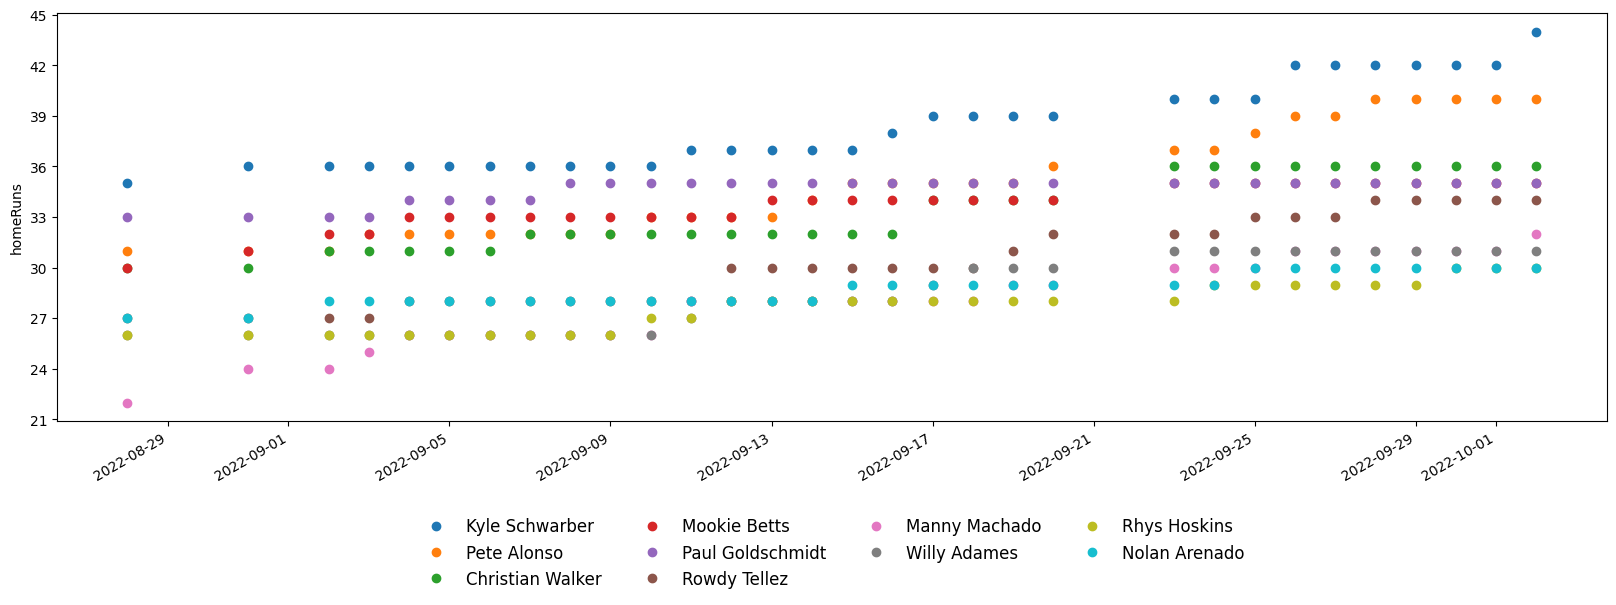 45
42
39
36
33
30
27
24
21
homeRuns
2022-08-29
2022-09-01
2022-09-05
2022-09-09
2022-09-13
2022-09-17
2022-09-21
2022-09-25
2022-09-29
2022-10-01
Kyle Schwarber
Pete Alonso
Christian Walker
Mookie Betts
Paul Goldschmidt
Rowdy Tellez
Manny Machado
Willy Adames
Rhys Hoskins
Nolan Arenado